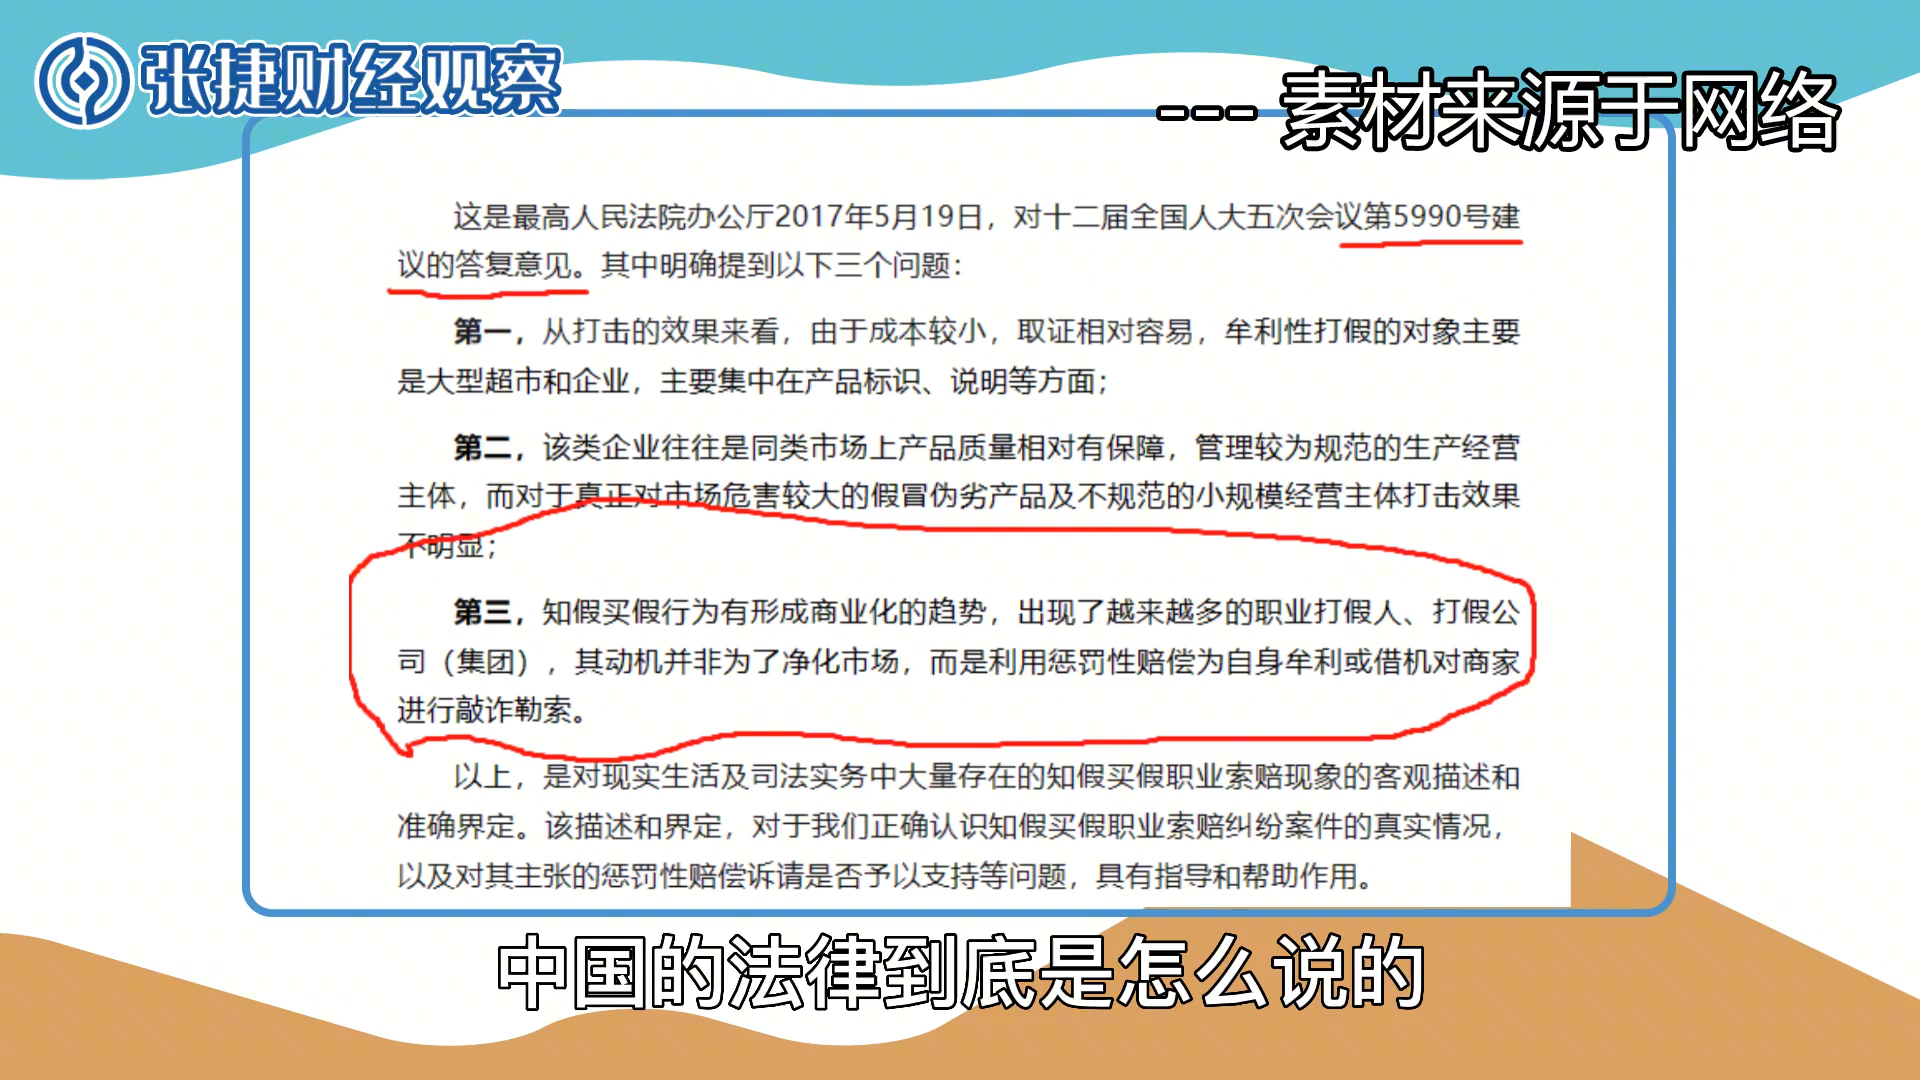 张捷财经观察
--- 素材来源于网络
这是最高人民法院办公厅2017年5月19日，对十二届全国人大五次会议第5990号建
议的答复意见。其中明确提到以下三个问题：
第一，从打击的效果来看，由于成本较小，取证相对容易，牟利性打假的对象主要
是大型超市和企业，主要集中在产品标识、说明等方面；
第二，该类企业往往是同类市场上产品质量相对有保障，管理较为规范的生产经营
主体，而对于真正对市场危害较大的假冒伪劣产品及不规范的小规模经营主体打击效果
不明显；
第三，知假买假行为有形成商业化的趋势，出现了越来越多的职业打假人、打假公
司（集团），其动机并非为了净化市场，而是利用惩罚性赔偿为自身牟利或借机对商家
进行敲诈勒索。
以上，是对现实生活及司法实务中大量存在的知假买假职业索赔现象的客观描述和
准确界定。该描述和界定，对于我们正确认识知假买假职业索赔纠纷案件的真实情况，
以及对其主张的惩罚性赔偿诉请是否予以支持等问题，具有指导和帮助作用。
中国的法律到底是怎么说的